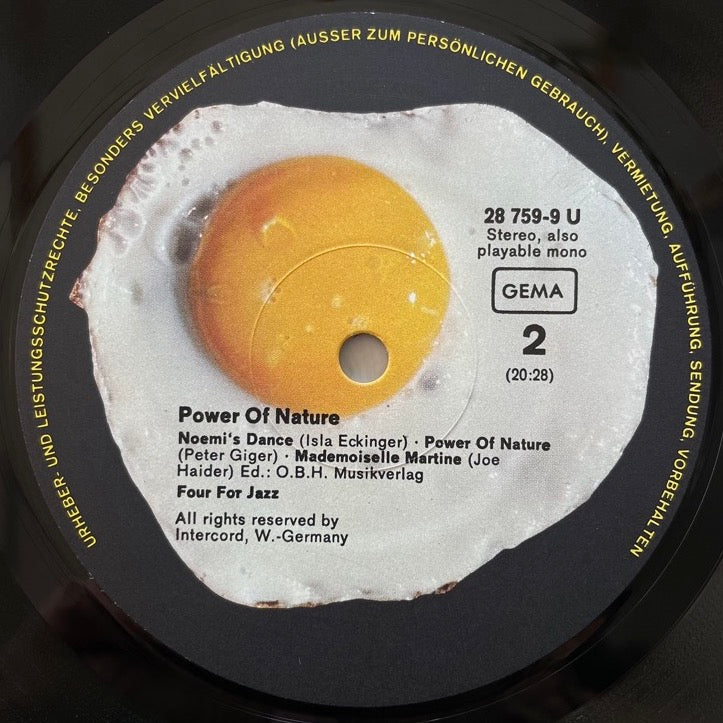 URHEBER- UND LEISTUNGSSCHUTZRECHTE, BESONDERS VERVIELFÄLTIGUNG (AUSSER ZUM PERSÖNLICHEN GEBRAUCH), VERMIETUNG, AUFFÜHRUNG, SENDUNG, VORBEHALTEN
28 759-9 U
Stereo, also
playable mono
GEMA
2
(20:28)
Power Of Nature
Noemi's Dance (Isla Eckinger) · Power Of Nature
(Peter Giger) · Mademoiselle Martine (Joe
Haider) Ed.: O.B.H. Musikverlag
Four For Jazz
All rights reserved by
Intercord, W.-Germany